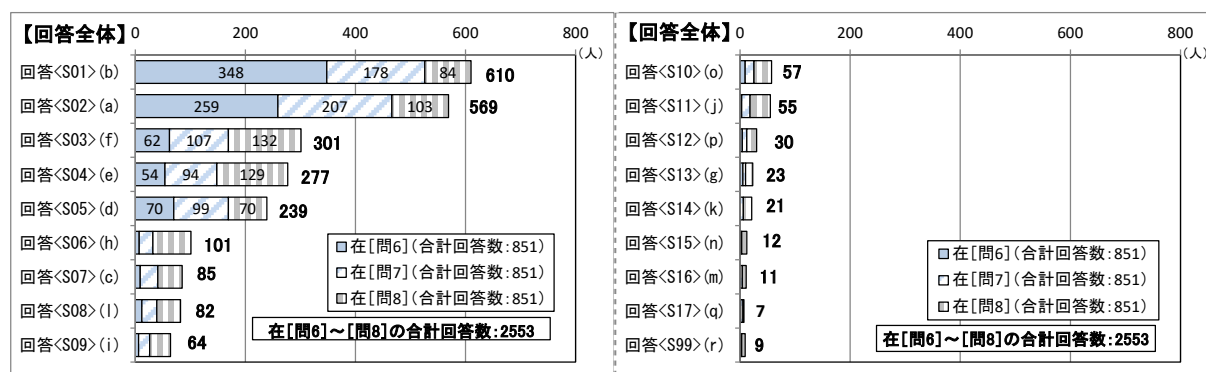 【回答全体】
0 200 400 600 800
(人)
回答<S01>(b) 348 178 84 610
回答<S02>(a) 259 207 103 569
回答<S03>(f) 62 107 132 301
回答<S04>(e) 54 94 129 277
回答<S05>(d) 70 99 70 239
回答<S06>(h) 101
回答<S07>(c) 85
回答<S08>(l) 82
回答<S09>(i) 64
在[問6](合計回答数:851)
在[問7](合計回答数:851)
在[問8](合計回答数:851)
在[問6]～[問8]の合計回答数:2553
【回答全体】
0 200 400 600 800
(人)
回答<S10>(o) 57
回答<S11>(j) 55
回答<S12>(p) 30
回答<S13>(g) 23
回答<S14>(k) 21
回答<S15>(n) 12
回答<S16>(m) 11
回答<S17>(q) 7
回答<S99>(r) 9
在[問6](合計回答数:851)
在[問7](合計回答数:851)
在[問8](合計回答数:851)
在[問6]～[問8]の合計回答数:2553